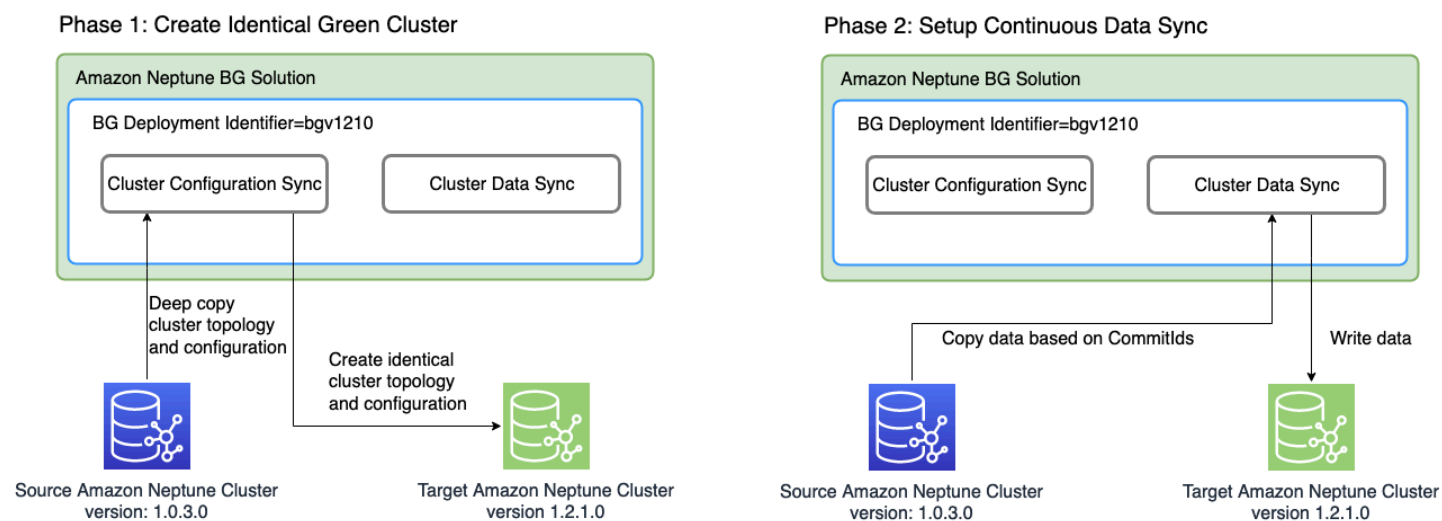 Phase 1: Create Identical Green Cluster
Amazon Neptune BG Solution
BG Deployment Identifier=bgv1210
Cluster Configuration Sync
Cluster Data Sync
Deep copy
cluster topology
and configuration
Create identical
cluster topology
and configuration
Source Amazon Neptune Cluster
version: 1.0.3.0
Target Amazon Neptune Cluster
version 1.2.1.0
Phase 2: Setup Continuous Data Sync
Amazon Neptune BG Solution
BG Deployment Identifier=bgv1210
Cluster Configuration Sync
Cluster Data Sync
Copy data based on CommitIds
Write data
Source Amazon Neptune Cluster
version: 1.0.3.0
Target Amazon Neptune Cluster
version 1.2.1.0